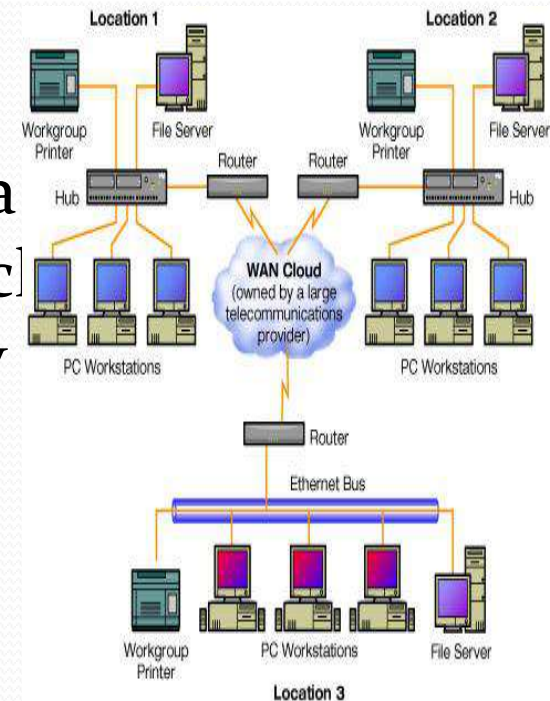 Location 1
Location 2
Workgroup
Printer
File Server
Workgroup
Printer
File Server
Router
Router
a
Hub
Hub
WAN Cloud
(owned by a large
telecommunications
provider)
PC Workstations
PC Workstations
Router
Ethernet Bus
Workgroup
Printer
PC Workstations
File Server
Location 3